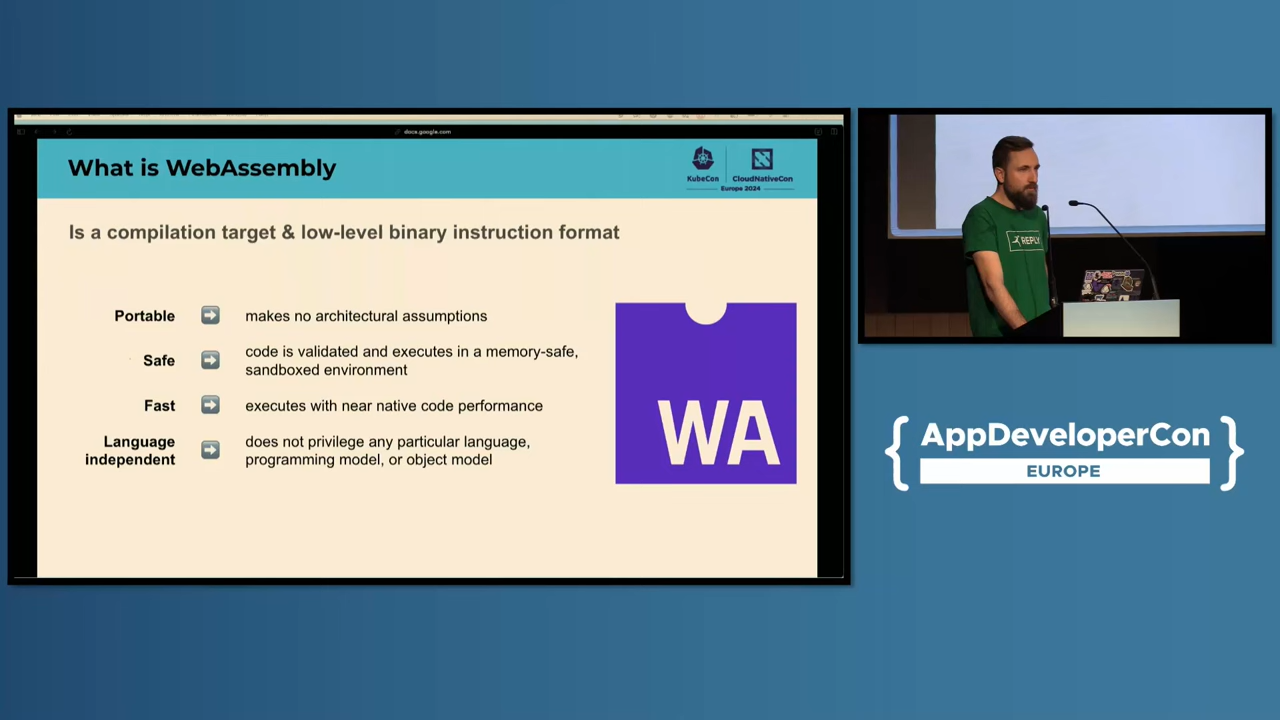 docs.google.com
What is WebAssembly
KubeCon
CloudNativeCon
Europe 2024
Is a compilation target & low-level binary instruction format
Portable ➡ makes no architectural assumptions
Safe ➡ code is validated and executes in a memory-safe,
sandboxed environment
Fast ➡ executes with near native code performance
Language
independent ➡ does not privilege any particular language,
programming model, or object model
WA
REPLY
{ AppDeveloperCon }
EUROPE